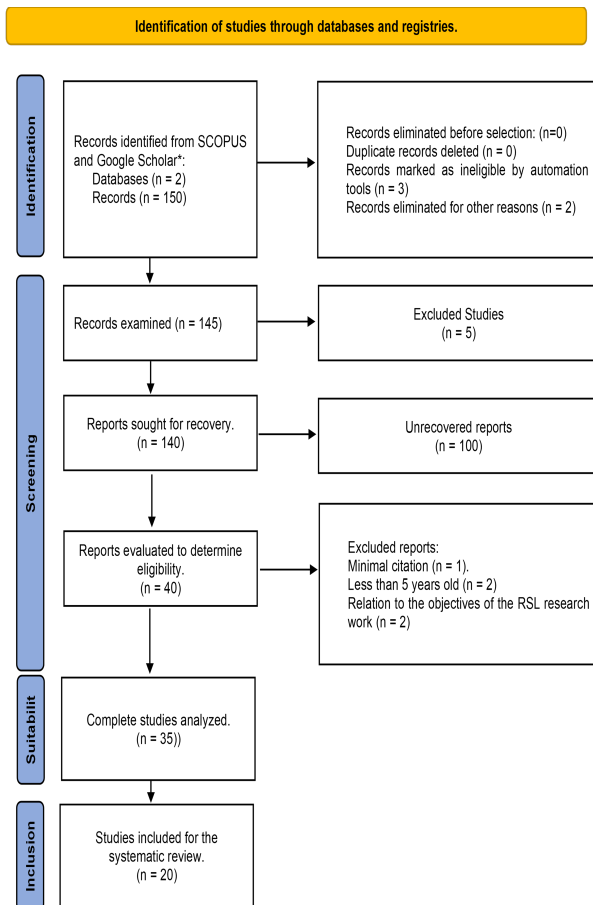 Identification of studies through databases and registries.
Identification
Records identified from SCOPUS
and Google Scholar*:
Databases (n = 2)
Records (n = 150)
Records eliminated before selection: (n=0)
Duplicate records deleted (n = 0)
Records marked as ineligible by automation
tools (n = 3)
Records eliminated for other reasons (n = 2)
Screening
Records examined (n = 145)
Excluded Studies
(n = 5)
Reports sought for recovery.
(n = 140)
Unrecovered reports
(n = 100)
Reports evaluated to determine
eligibility.
(n = 40)
Excluded reports:
Minimal citation (n = 1).
Less than 5 years old (n = 2)
Relation to the objectives of the RSL research
work (n = 2)
Suitabilit
Complete studies analyzed.
(n = 35))
Inclusion
Studies included for the
systematic review.
(n = 20)